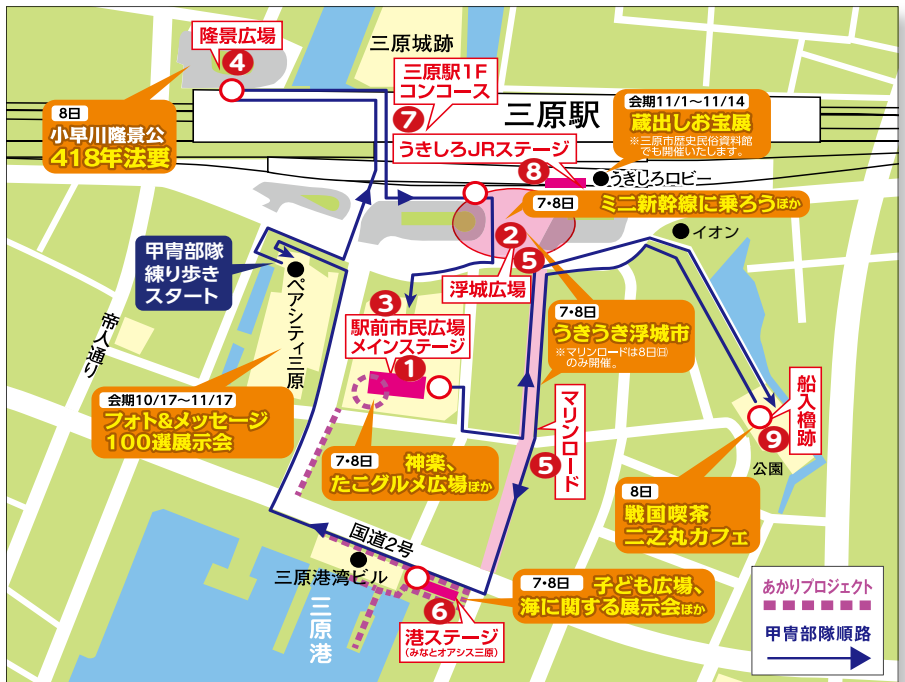 隆景広場
4
三原城跡
三原駅1F
コンコース
7
三原駅
会期11/1〜11/14
蔵出しお宝展
※三原市歴史民俗資料館
でも開催いたします。
8日
小早川隆景公
418年法要
うきしろJRステージ
8
うきしろロビー
7・8日
ミニ新幹線に乗ろうほか
イオン
2
5
浮城広場
甲冑部隊
練り歩き
スタート
ペアシティ三原
帝人通り
3
駅前市民広場
メインステージ
1
7・8日
うきうき浮城市
※マリンロードは8日㊐
のみ開催。
会期10/17〜11/17
フォト&メッセージ
100選展示会
マリンロード
5
船入櫓跡
9
公園
7・8日
神楽、
たこグルメ広場ほか
8日
戦国喫茶
二之丸カフェ
国道2号
三原港湾ビル
三原港
6
港ステージ
(みなとオアシス三原)
7・8日
子ども広場、
海に関する展示会ほか
あかりプロジェクト
甲冑部隊順路